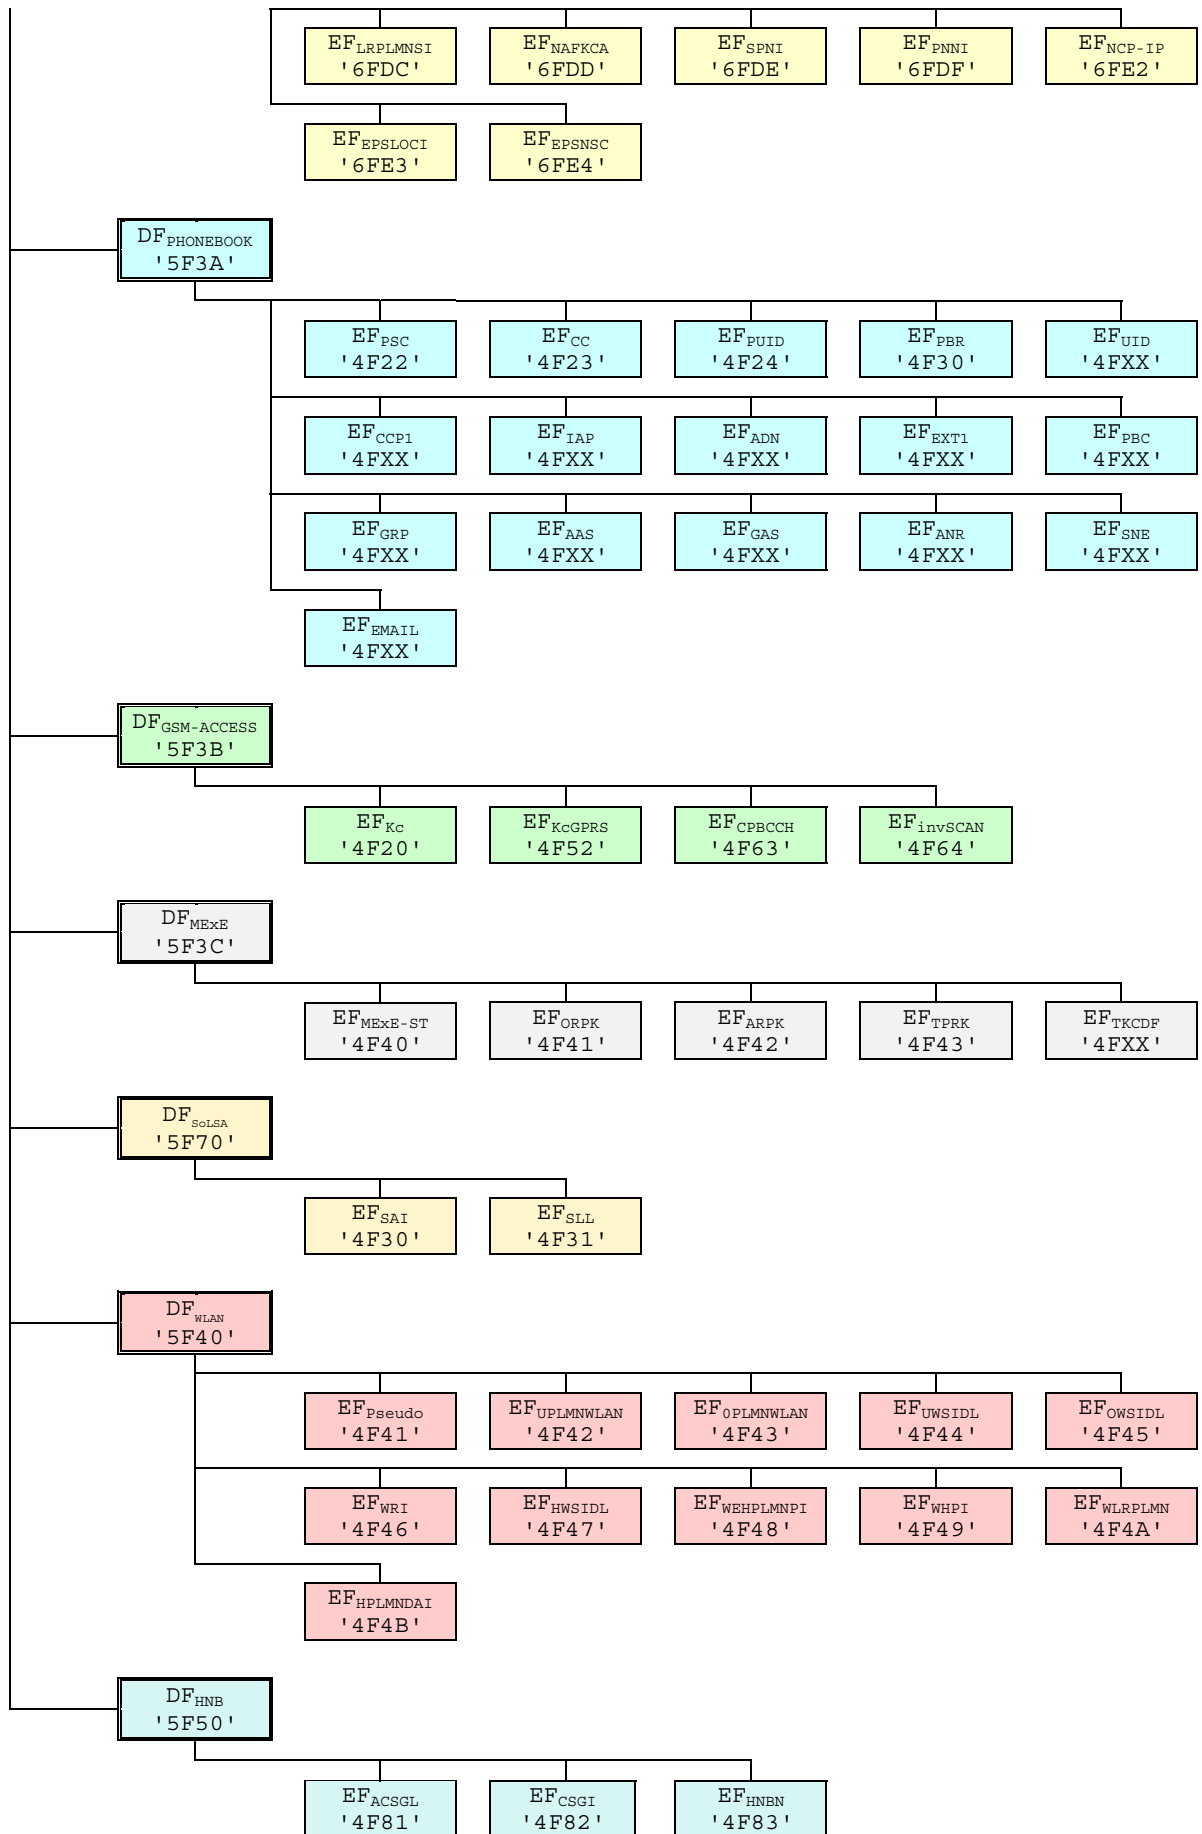 EFLRPLMNSI EFNAFKCA EFSPNI EFPNNI EFNCP-IP
'6FDC' '6FDD' '6FDE' '6FDF' '6FE2'
EFEPSLOCI EFEPSNSC
'6FE3' '6FE4'
DFPHONEBOOK
'5F3A'
EFPSC EFCC EFPUID EFPBR EFUID
'4F22' '4F23' '4F24' '4F30' '4FXX'
EFCCP1 EFIAP EFADN EFEXT1 EFPBC
'4FXX' '4FXX' '4FXX' '4FXX' '4FXX'
EFGRP EFAAS EFGAS EFANR EFSNE
'4FXX' '4FXX' '4FXX' '4FXX' '4FXX'
EFEMAIL
'4FXX'
DFGSM-ACCESS
'5F3B'
EFKc EFKcGPRS EFCPBCCH EFinvSCAN
'4F20' '4F52' '4F63' '4F64'
DFMExE
'5F3C'
EFMExE-ST EFORPK EFARPK EFTPRK EFTKCDF
'4F40' '4F41' '4F42' '4F43' '4FXX'
DFSoLSA
'5F70'
EFSAI EFSLL
'4F30' '4F31'
DFWLAN
'5F40'
EFPseudo EFUPLMNWLAN EF0PLMNWLAN EFUWSIDL EFOWSIDL
'4F41' '4F42' '4F43' '4F44' '4F45'
EFWRI EFHWSIDL EFWEHPLMNPI EFWHPI EFWLRPLMN
'4F46' '4F47' '4F48' '4F49' '4F4A'
EFHPLMNDAI
'4F4B'
DFHNB
'5F50'
EFACSGL EFCSGI EFHNBN
'4F81' '4F82' '4F83'